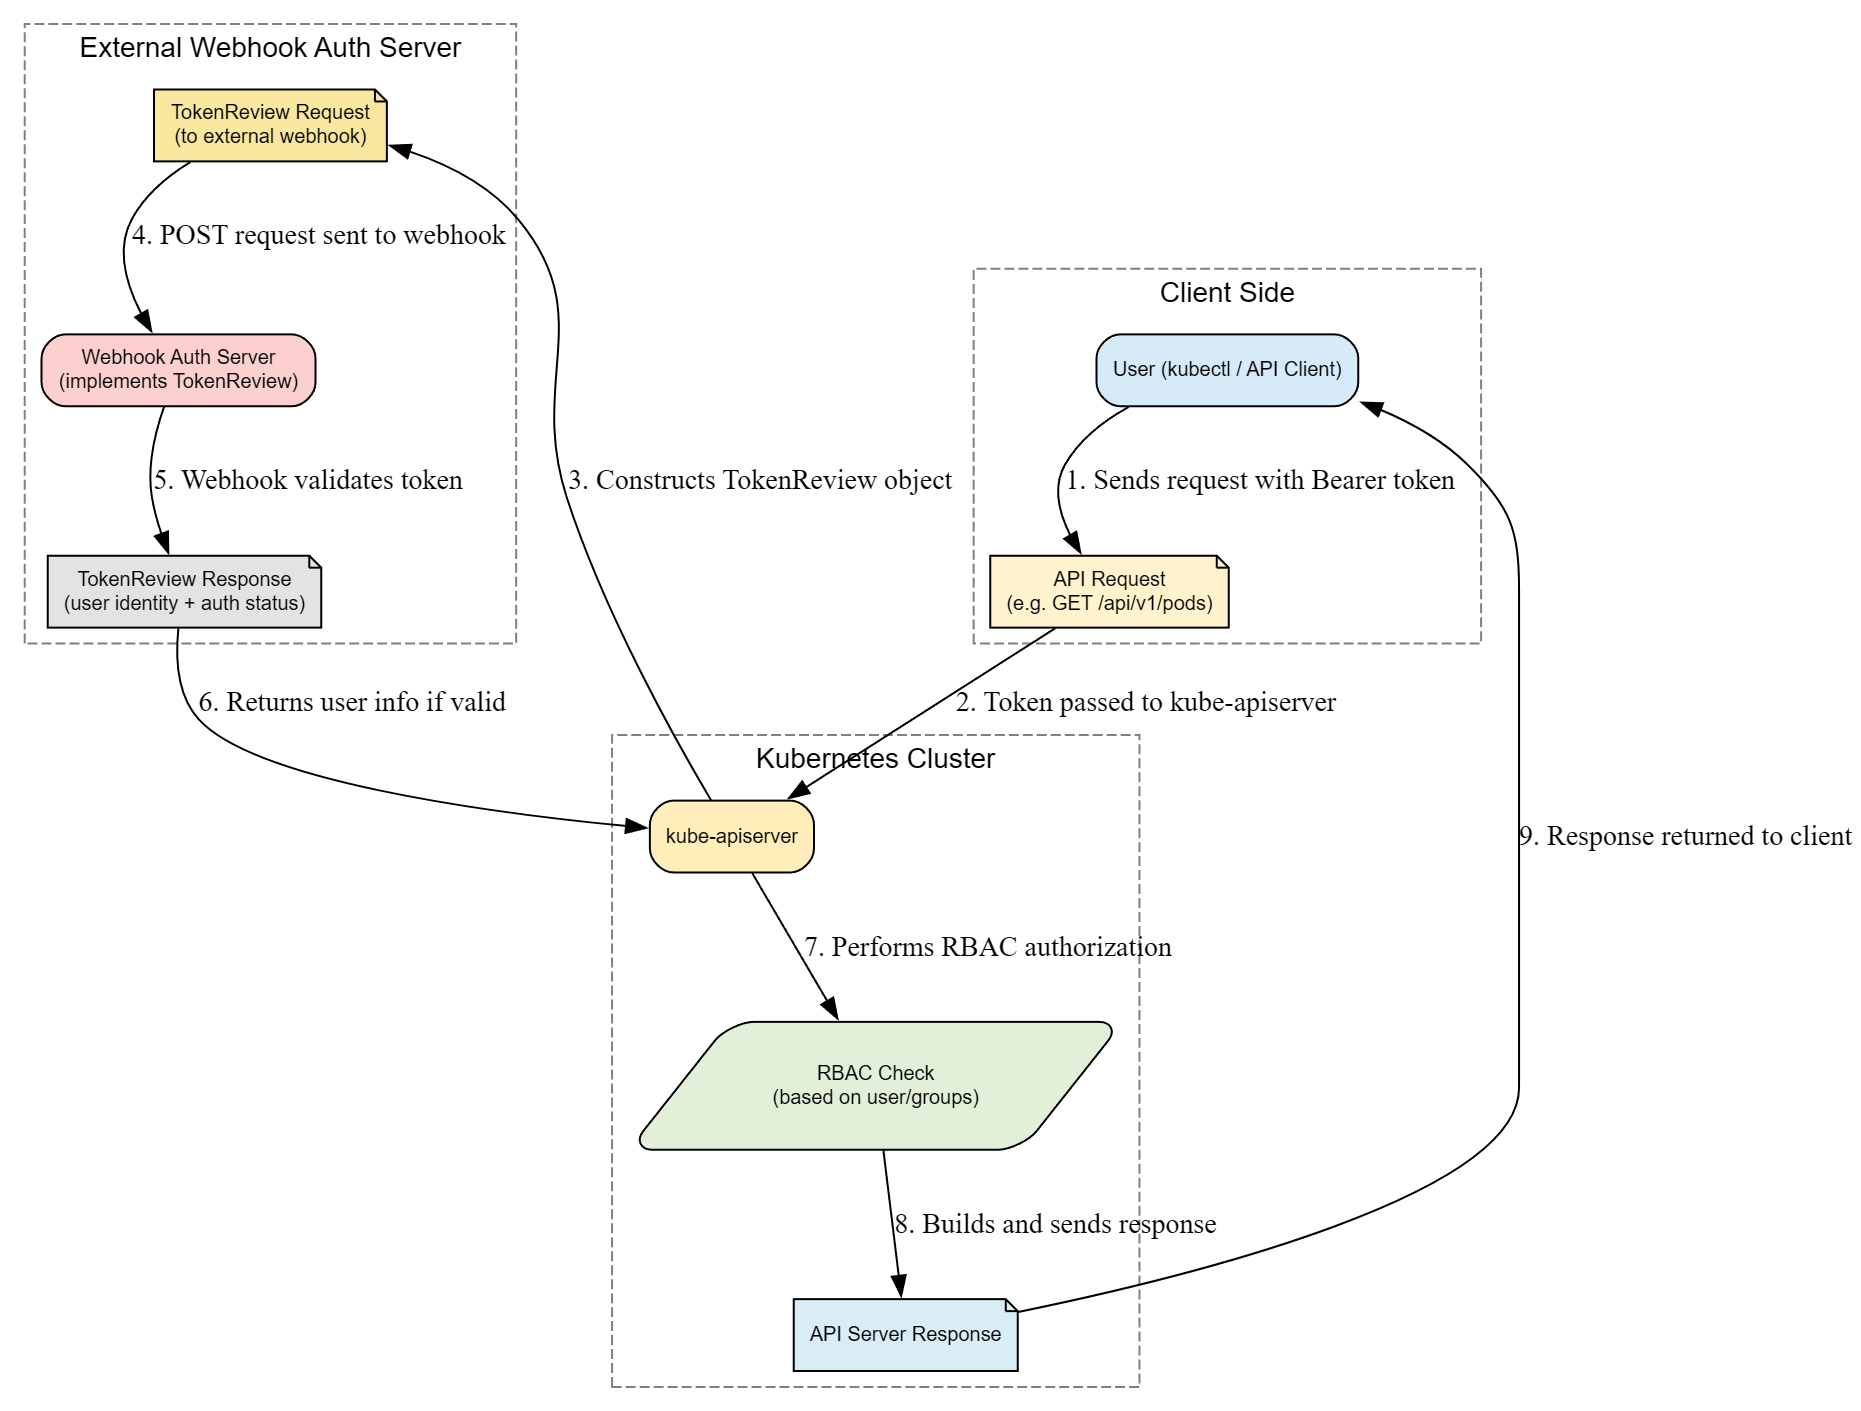 External Webhook Auth Server
TokenReview Request
(to external webhook)
4. POST request sent to webhook
Webhook Auth Server
(implements TokenReview)
5. Webhook validates token
TokenReview Response
(user identity + auth status)
6. Returns user info if valid
3. Constructs TokenReview object
Client Side
User (kubectl / API Client)
1. Sends request with Bearer token
API Request
(e.g. GET /api/v1/pods)
2. Token passed to kube-apiserver
Kubernetes Cluster
kube-apiserver
7. Performs RBAC authorization
RBAC Check
(based on user/groups)
8. Builds and sends response
API Server Response
9. Response returned to client